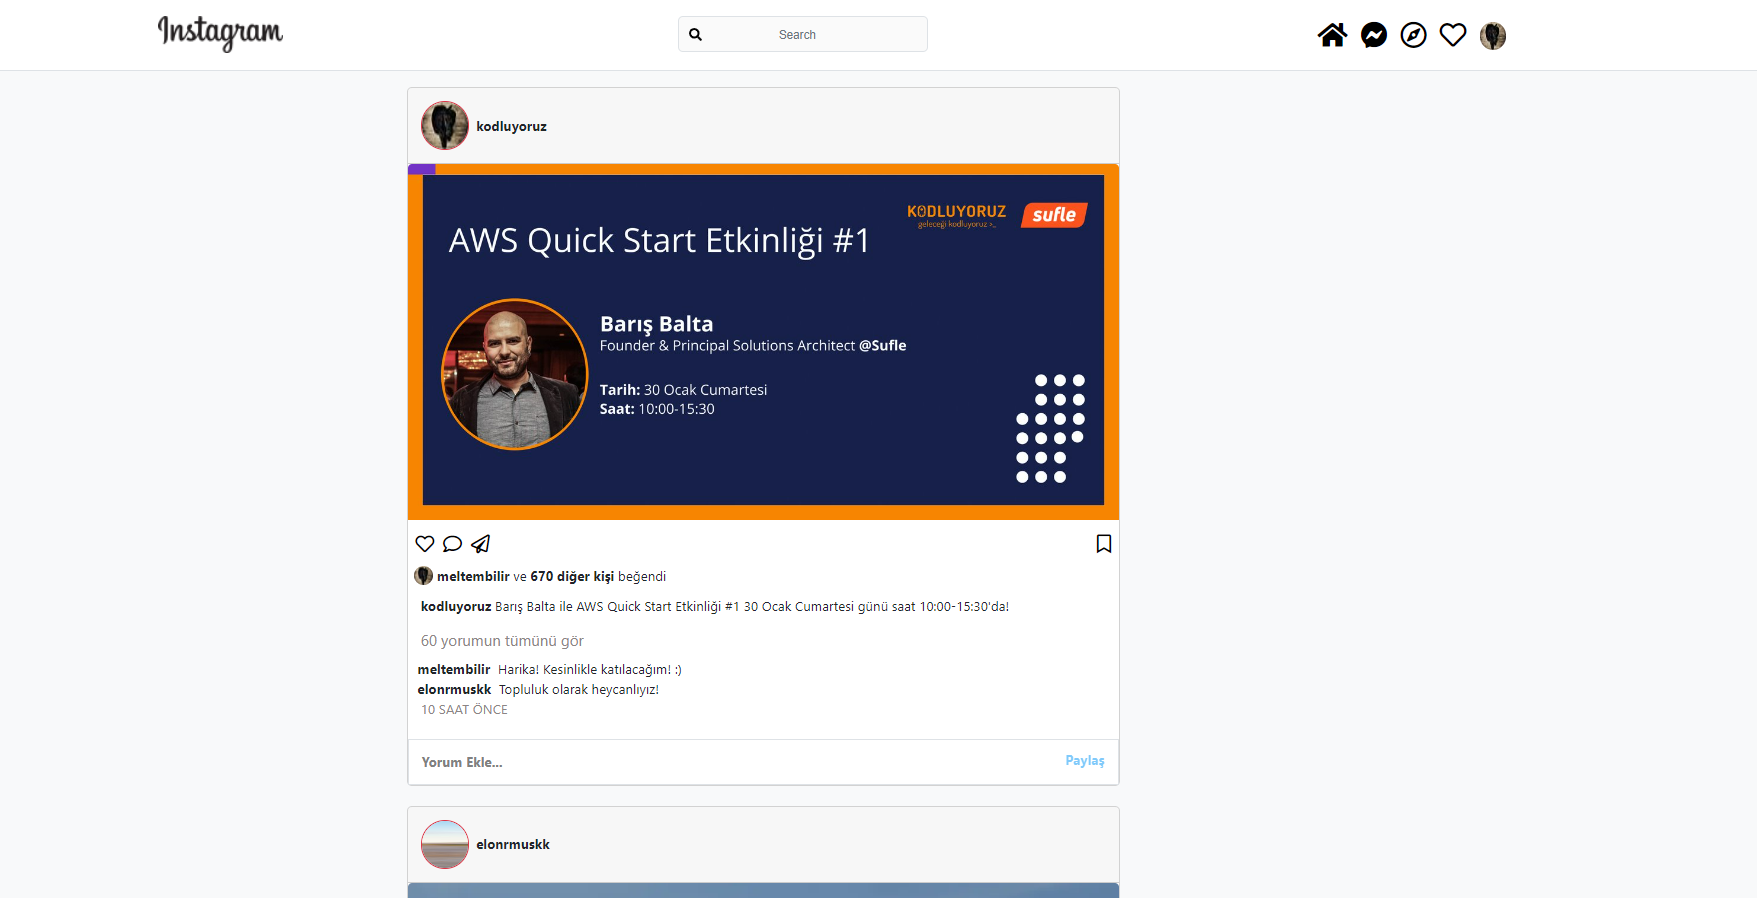 Instagram
Search
kodluyoruz
KODLUYORUZ
geleceği kodluyoruz >_
sufle
AWS Quick Start Etkinliği #1
Barış Balta
Founder & Principal Solutions Architect @Sufle
Tarih: 30 Ocak Cumartesi
Saat: 10:00-15:30
meltembilir ve 670 diğer kişi beğendi
kodluyoruz Barış Balta ile AWS Quick Start Etkinliği #1 30 Ocak Cumartesi günü saat 10:00-15:30'da!
60 yorumun tümünü gör
meltembilir Harika! Kesinlikle katılacağım! :)
elonrmuskk Topluluk olarak heycanlıyız!
10 SAAT ÖNCE
Yorum Ekle...
Paylaş
elonrmuskk